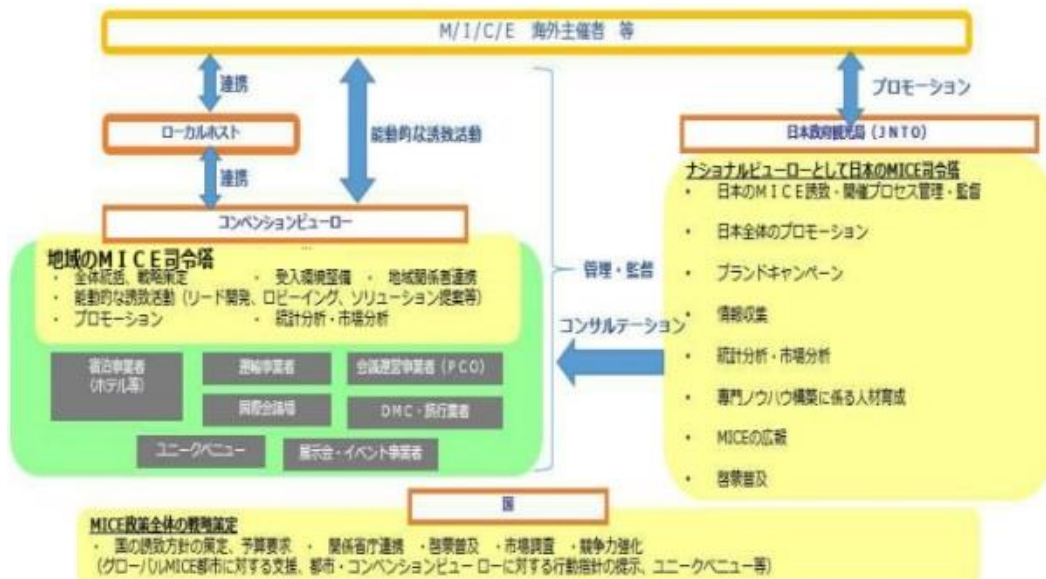 M/I/C/E 海外主催者 等
連携
プロモーション
ローカルホスト
能動的な誘致活動
日本政府観光局(JNTO)
連携
コンベンションビューロー
…
地域のMICE司令塔
・ 全体統括、戦略策定 ・ 受入環境整備 ・ 地域関係者連携
・ 能動的な誘致活動(リード開発、ロビーイング、ソリューション提案等)
・ プロモーション ・ 統計分析・市場分析
宿泊事業者
(ホテル等)
運輸事業者
会議運営事業者(PCO)
国際会議場
DMC・旅行業者
ユニークベニュー
展示会・イベント事業者
管理・監督
コンサルテーション
ナショナルビューローとして日本のMICE司令塔
・ 日本のMICE誘致・開催プロセス管理・監督
・ 日本全体のプロモーション
・ ブランドキャンペーン
・ 情報収集
・ 統計分析・市場分析
・ 専門ノウハウ構築に係る人材育成
・ MICEの広報
・ 啓蒙普及
国
MICE政策全体の戦略策定
・ 国の誘致方針の策定、予算要求 ・ 関係省庁連携 ・啓蒙普及 ・市場調査 ・競争力強化
(グローバルMICE都市に対する支援、都市・コンベンションビュー ローに対する行動指針の提示、ユニークベニュー等)